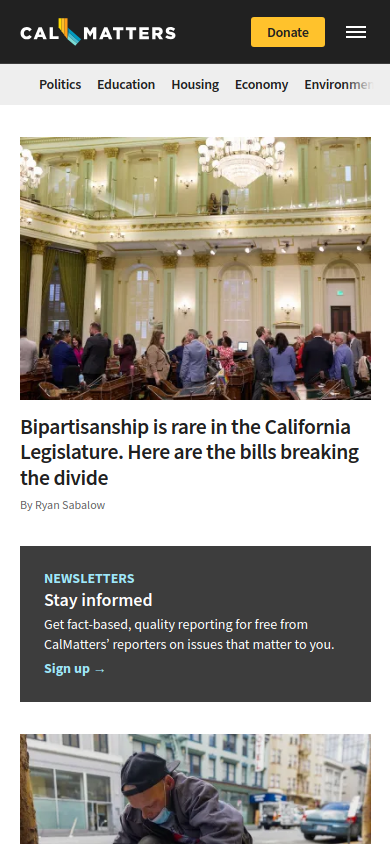 CAL MATTERS
Donate
Politics Education Housing Economy
Bipartisanship is rare in the California
Legislature. Here are the bills breaking
the divide
By Ryan Sabalow
NEWSLETTERS
Stay informed
Get fact-based, quality reporting for free from
CalMatters’ reporters on issues that matter to you.
Sign up →